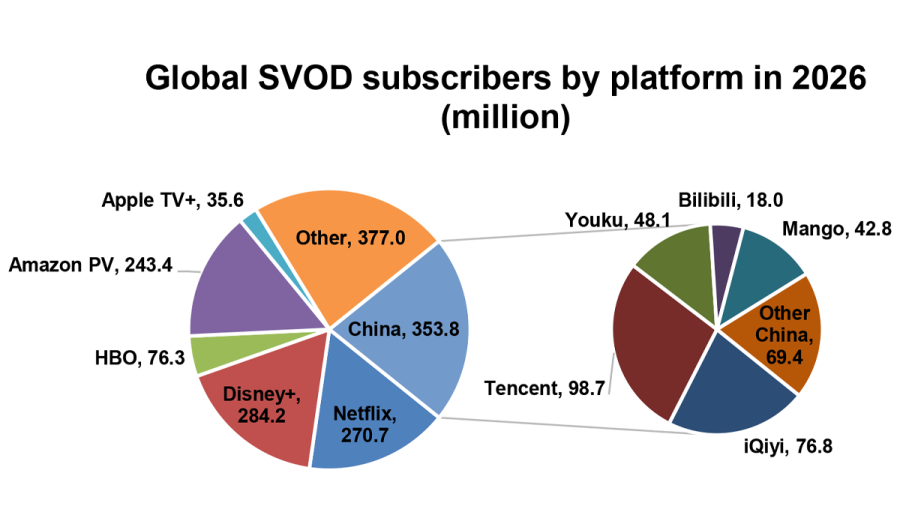 Global SVOD subscribers by platform in 2026
(million)
Apple TV+, 35.6
Other, 377.0
Amazon PV, 243.4
China, 353.8
HBO, 76.3
Disney+,
284.2
Netflix,
270.7
Bilibili, 18.0
Youku, 48.1
Mango, 42.8
Other
China,
69.4
Tencent, 98.7
iQiyi, 76.8